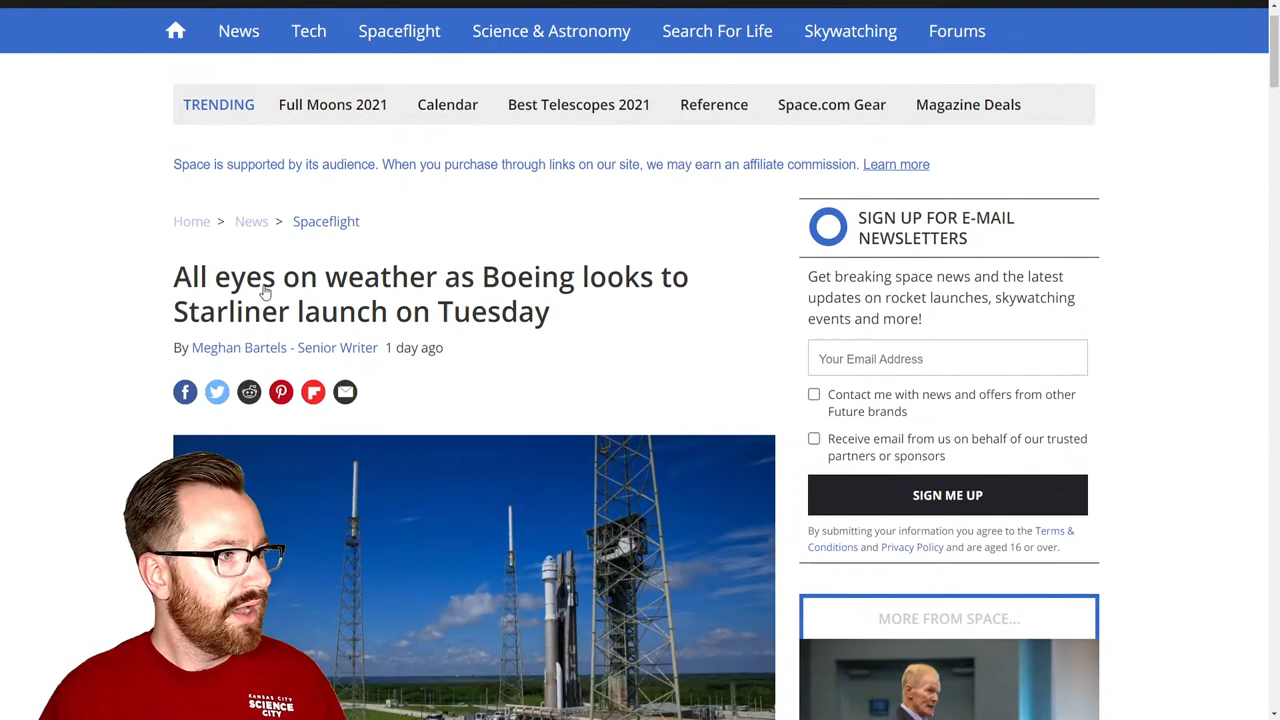 News Tech Spaceflight Science & Astronomy Search For Life Skywatching Forums
TRENDING Full Moons 2021 Calendar Best Telescopes 2021 Reference Space.com Gear Magazine Deals
Space is supported by its audience. When you purchase through links on our site, we may earn an affiliate commission. Learn more
Home > News > Spaceflight
All eyes on weather as Boeing looks to
Starliner launch on Tuesday
By Meghan Bartels - Senior Writer 1 day ago
SIGN UP FOR E-MAIL
NEWSLETTERS
Get breaking space news and the latest
updates on rocket launches, skywatching
events and more!
Your Email Address
Contact me with news and offers from other
Future brands
Receive email from us on behalf of our trusted
partners or sponsors
SIGN ME UP
By submitting your information you agree to the Terms &
Conditions and Privacy Policy and are aged 16 or over.
MORE FROM SPACE...
KANSAS CITY
SCIENCE
CITY